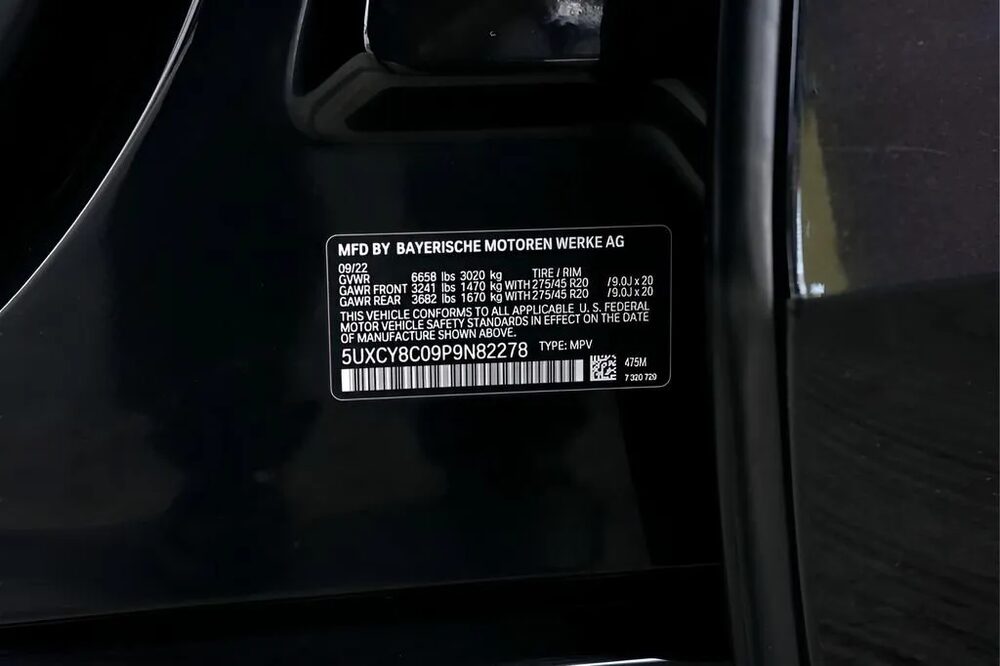 MFD BY BAYERISCHE MOTOREN WERKE AG
09/22
GVWR 6658 lbs 3020 kg TIRE / RIM
GAWR FRONT 3241 lbs 1470 kg WITH 275/45 R20 /9.0J x 20
GAWR REAR 3682 lbs 1670 kg WITH 275/45 R20 /9.0J x 20
THIS VEHICLE CONFORMS TO ALL APPLICABLE U. S. FEDERAL
MOTOR VEHICLE SAFETY STANDARDS IN EFFECT ON THE DATE
OF MANUFACTURE SHOWN ABOVE.
5UXCY8C09P9N82278 TYPE: MPV
475M
7 320 729